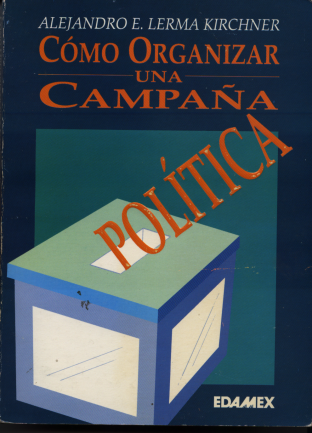 ALEJANDRO E. LERMA KIRCHNER
CÓMO ORGANIZAR
UNA
CAMPAÑA
POLÍTICA
EDAMEX